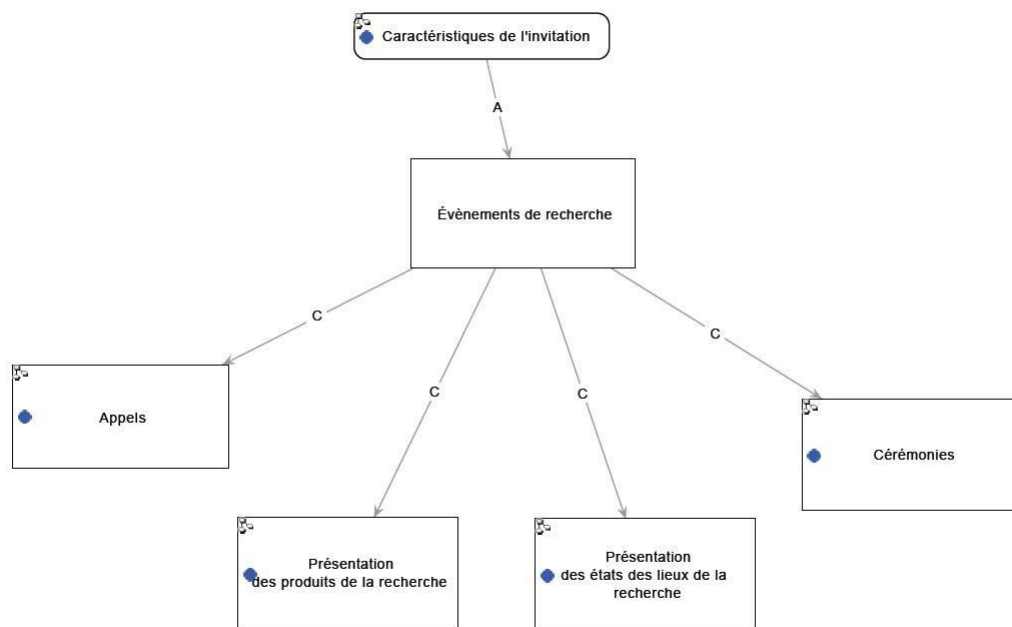 Caractéristiques de l'invitation
A
Évènements de recherche
C
C
C
C
Appels
Cérémonies
Présentation
des produits de la recherche
Présentation
des états des lieux de la
recherche